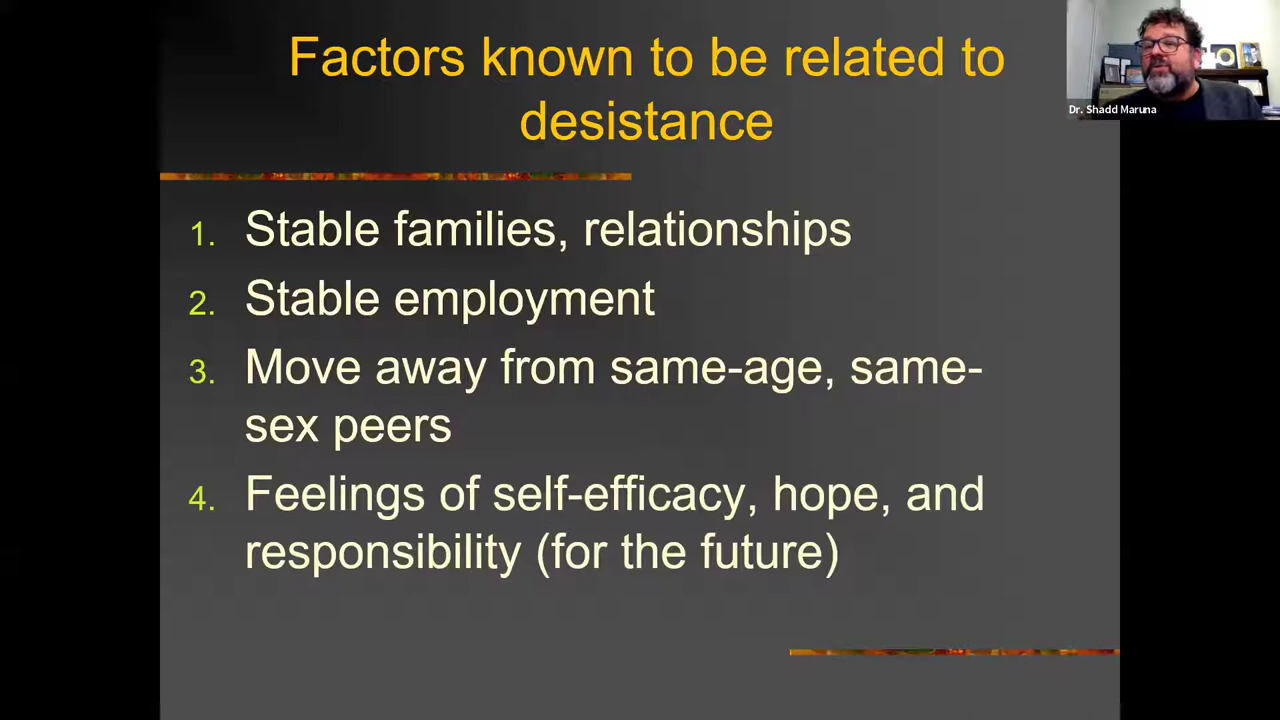 Factors known to be related to
desistance
Dr. Shadd Maruna
1. Stable families, relationships
2. Stable employment
3. Move away from same-age, same-
sex peers
4. Feelings of self-efficacy, hope, and
responsibility (for the future)